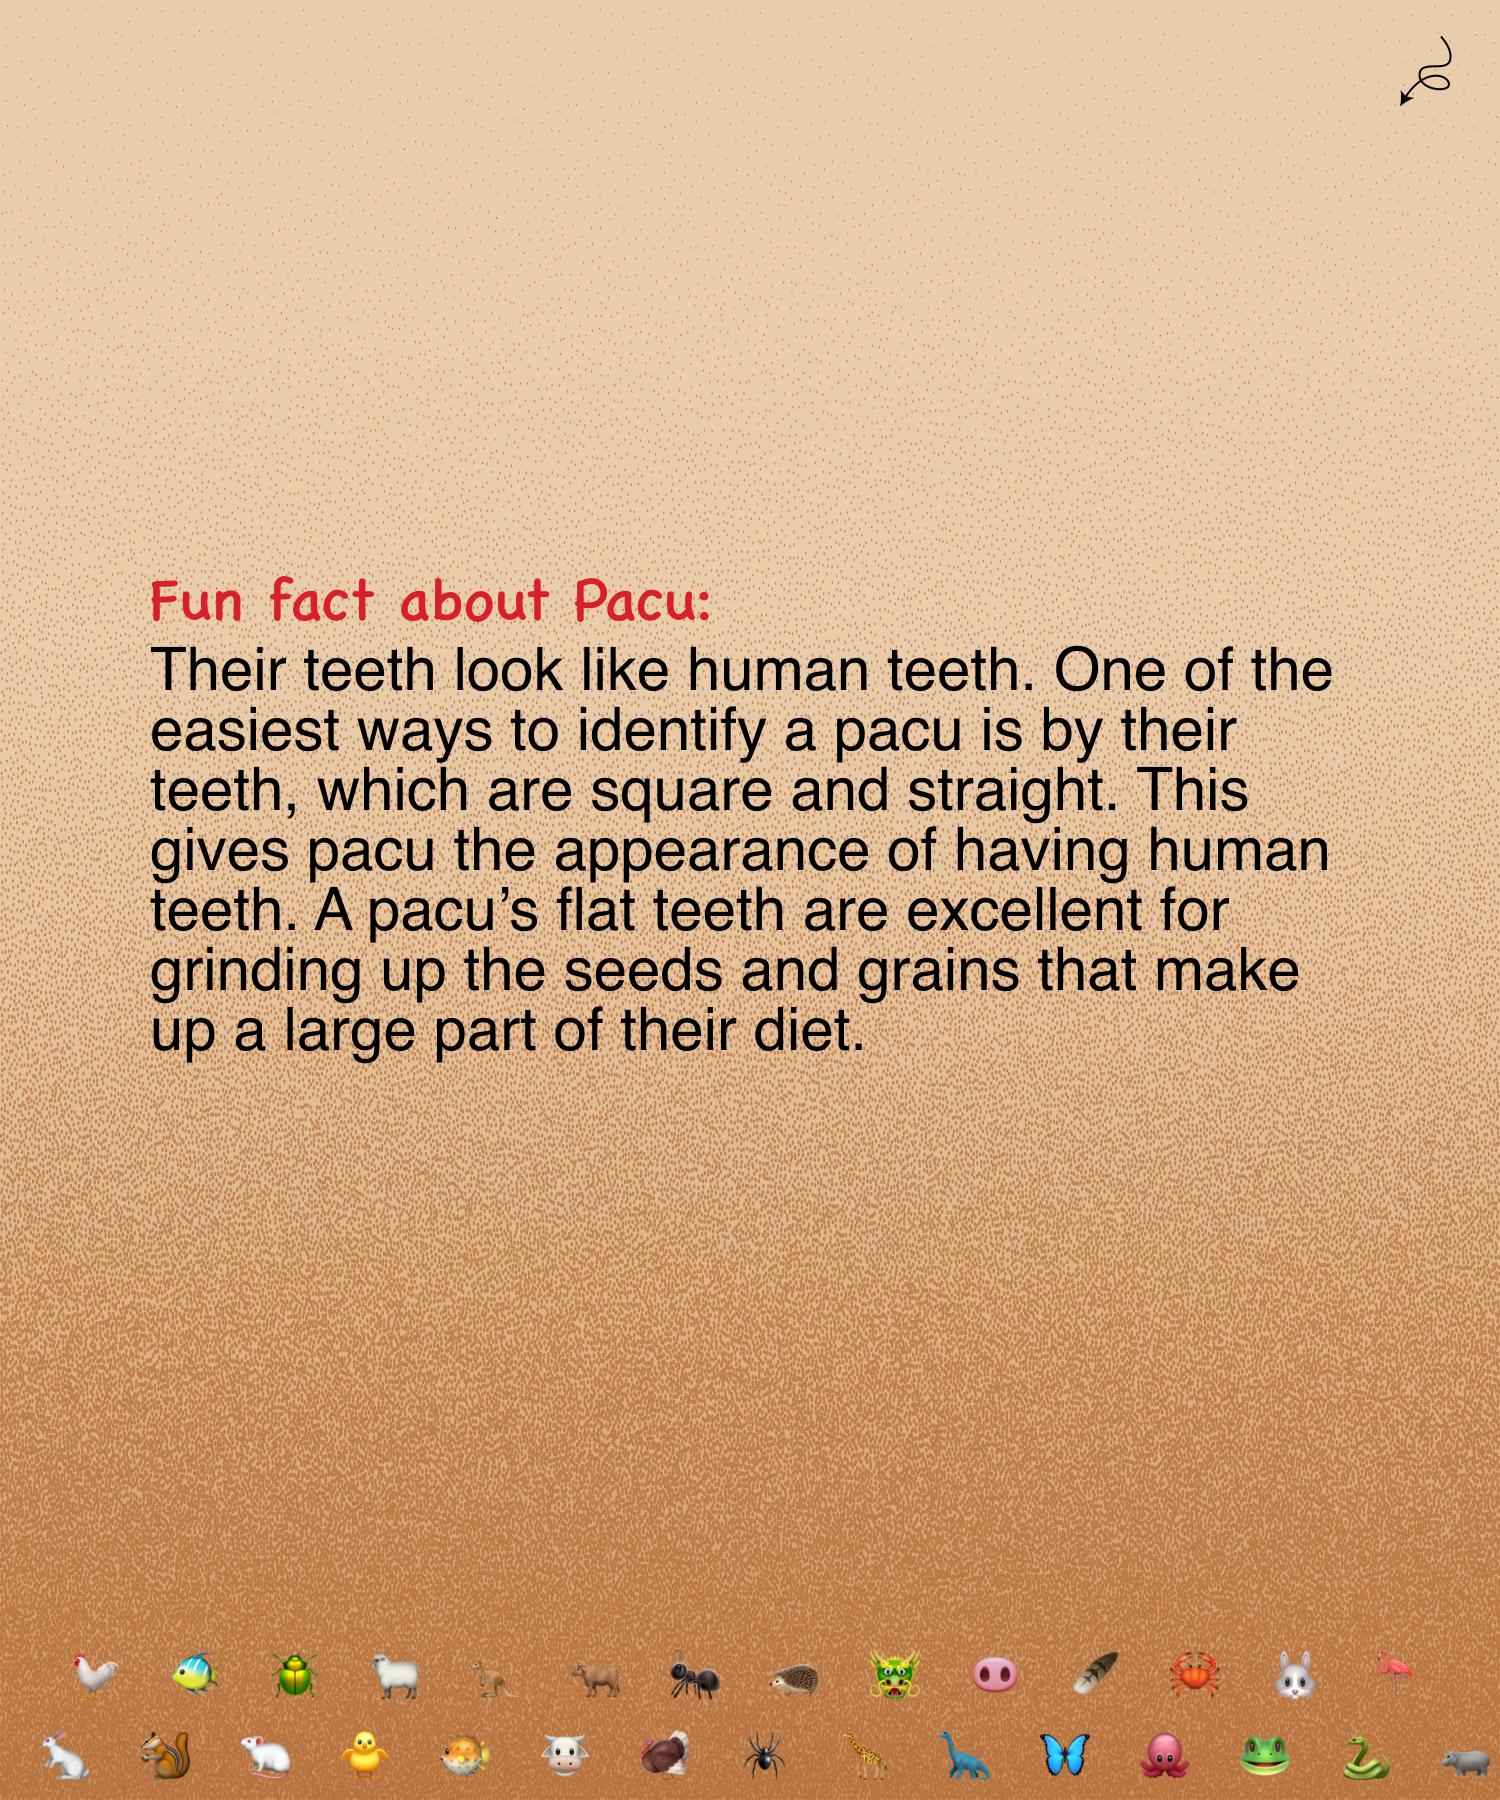 Fun fact about Pacu:
Their teeth look like human teeth. One of the
easiest ways to identify a pacu is by their
teeth, which are square and straight. This
gives pacu the appearance of having human
teeth. A pacu’s flat teeth are excellent for
grinding up the seeds and grains that make
up a large part of their diet.